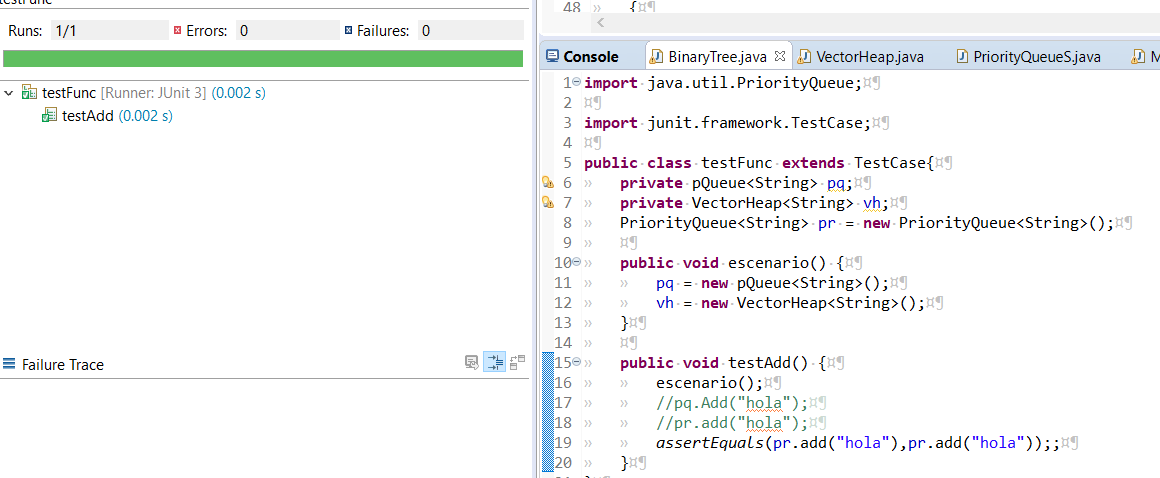 testFunc
Runs: 1/1 Errors: 0 Failures: 0
testFunc [Runner: JUnit 3] (0.002 s)
testAdd (0.002 s)
Failure Trace
48 » {¤¶
Console BinaryTree.java VectorHeap.java PriorityQueueS.java M
1 import·java.util.PriorityQueue;¤¶
2 ¤¶
3 import·junit.framework.TestCase;¤¶
4 ¤¶
5 public·class·testFunc·extends·TestCase{¤¶
6 » private·pQueue<String>·pq;¤¶
7 » private·VectorHeap<String>·vh;¤¶
8 » PriorityQueue<String>·pr·=·new·PriorityQueue<String>();¤¶
9 » ¤¶
10 » public·void·escenario()·{¤¶
11 » » pq·=·new·pQueue<String>();¤¶
12 » » vh·=·new·VectorHeap<String>();¤¶
13 » }¤¶
14 » ¤¶
15 » public·void·testAdd()·{¤¶
16 » » escenario();¤¶
17 » » //pq.Add("hola");¤¶
18 » » //pr.add("hola");¤¶
19 » » assertEquals(pr.add("hola"),pr.add("hola"));;¤¶
20 » }¤¶